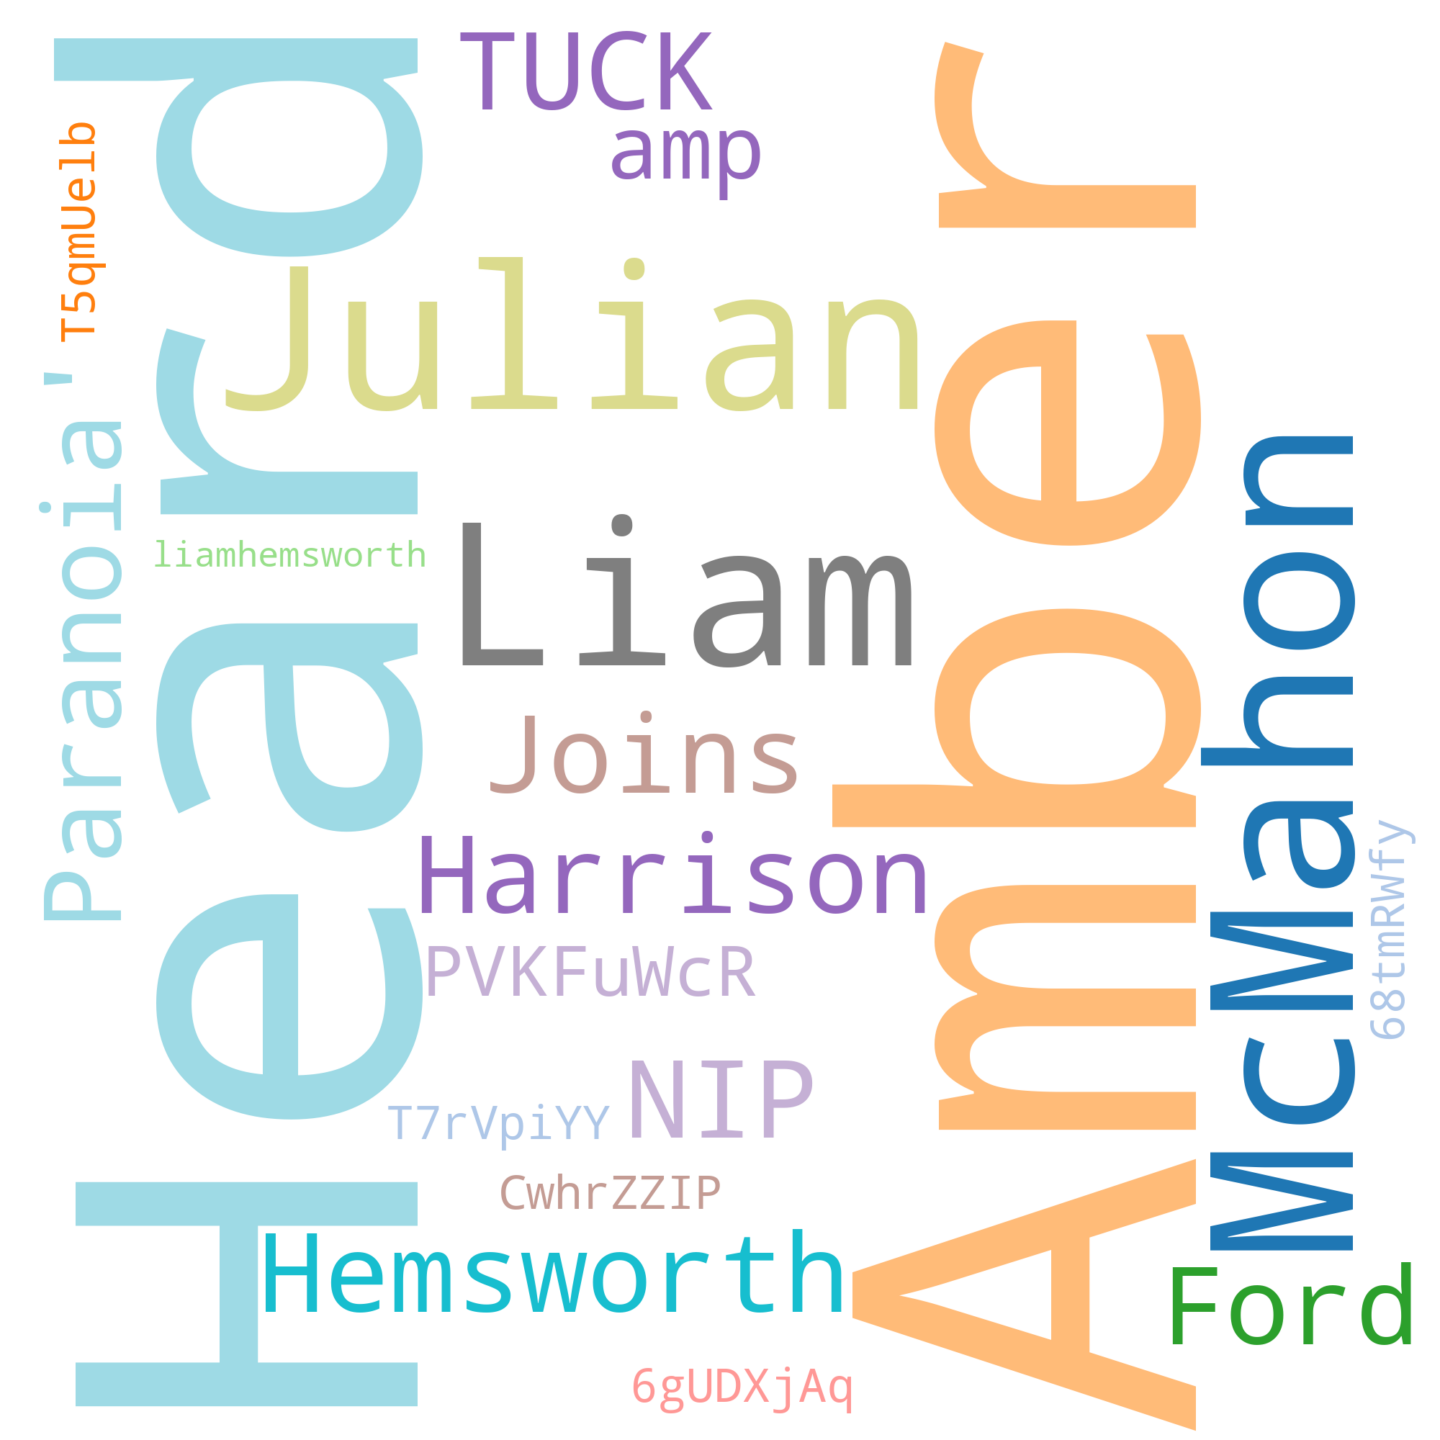 TUCK
amp
Heard
T5qmUelb
Paranoia'
Julian
Amber
liamhemsworth
Liam
McMahon
Joins
Harrison
68tmRWfy
PVKFuWcR
NIP
T7rVpiYY
CwhrZZIP
Hemsworth
Ford
6gUDXjAq